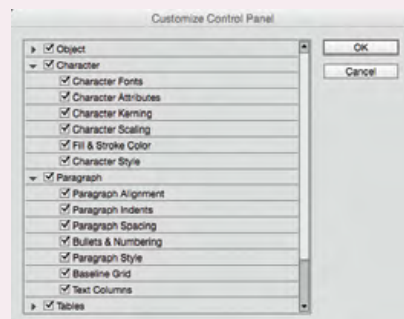 Customize Control Panel
Object
Character
Character Fonts
Character Attributes
Character Kerning
Character Scaling
Fill & Stroke Color
Character Style
Paragraph
Paragraph Alignment
Paragraph Indents
Paragraph Spacing
Bullets & Numbering
Paragraph Style
Baseline Grid
Text Columns
Tables
OK
Cancel